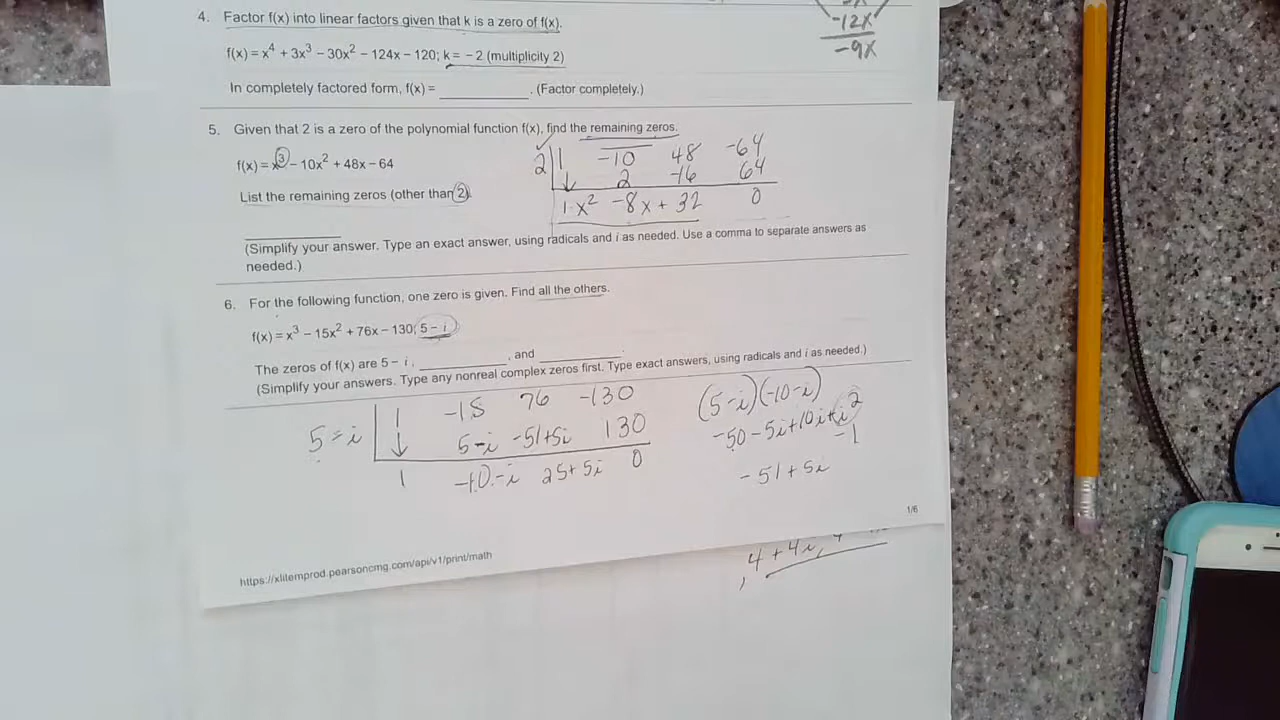 -12x
-9x
4. Factor f(x) into linear factors given that k is a zero of f(x).
f(x) = x⁴ + 3x³ − 30x² − 124x − 120; k = − 2 (multiplicity 2)
In completely factored form, f(x) = ________. (Factor completely.)
5. Given that 2 is a zero of the polynomial function f(x), find the remaining zeros.
f(x) = x³ − 10x² + 48x − 64
2 1 -10 48 -64
2 -16 64
1x² -8x + 32 0
List the remaining zeros (other than 2).
(Simplify your answer. Type an exact answer, using radicals and i as needed. Use a comma to separate answers as
needed.)
6. For the following function, one zero is given. Find all the others.
f(x) = x³ − 15x² + 76x − 130; 5 − i
The zeros of f(x) are 5 − i, ________, and ________.
(Simplify your answers. Type any nonreal complex zeros first. Type exact answers, using radicals and i as needed.)
5-i 1 -15 76 -130
5-i -51+5i 130
1 -10-i 25+5i 0
(5-i)(-10-i)
-50-5i+10i+i²
-1
-51+5i
1/6
https://xlitemprod.pearsoncmg.com/api/v1/print/math
, 4+4i,